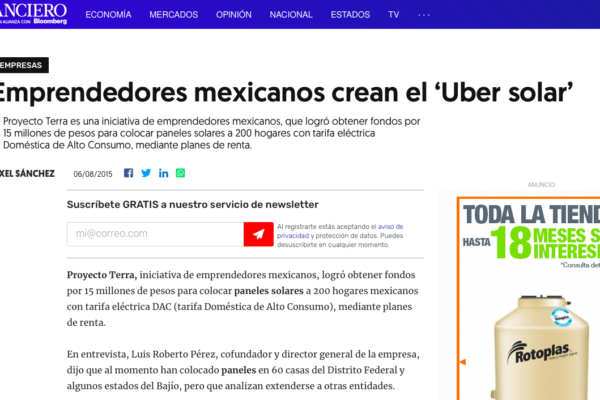 ANCIERO
N ALIANZA CON Bloomberg
ECONOMÍA MERCADOS OPINIÓN NACIONAL ESTADOS TV ...
EMPRESAS
Emprendedores mexicanos crean el ‘Uber solar’
Proyecto Terra es una iniciativa de emprendedores mexicanos, que logró obtener fondos por
15 millones de pesos para colocar paneles solares a 200 hogares con tarifa eléctrica
Doméstica de Alto Consumo, mediante planes de renta.
XEL SÁNCHEZ 06/08/2015
Suscríbete GRATIS a nuestro servicio de newsletter
mi@correo.com
Al registrarte estás aceptando el aviso de
privacidad y protección de datos. Puedes
desuscribirte en cualquier momento.
Proyecto Terra, iniciativa de emprendedores mexicanos, logró obtener fondos
por 15 millones de pesos para colocar paneles solares a 200 hogares mexicanos
con tarifa eléctrica DAC (tarifa Doméstica de Alto Consumo), mediante planes
de renta.
En entrevista, Luis Roberto Pérez, cofundador y director general de la empresa,
dijo que al momento han colocado paneles en 60 casas del Distrito Federal y
algunos estados del Bajío, pero que analizan extenderse a otras entidades.
ANUNCIO
TODA LA TIEND
HASTA 18 MESES S
INTERESE
*Consulta de
Rotoplas